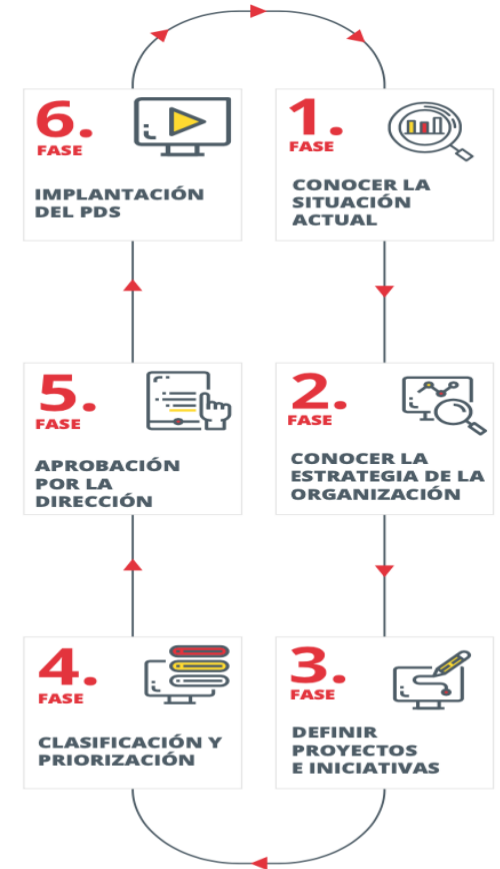 1.
FASE
CONOCER LA
SITUACIÓN
ACTUAL
2.
FASE
CONOCER LA
ESTRATEGIA DE LA
ORGANIZACIÓN
3.
FASE
DEFINIR
PROYECTOS
E INICIATIVAS
4.
FASE
CLASIFICACIÓN Y
PRIORIZACIÓN
5.
FASE
APROBACIÓN
POR LA
DIRECCIÓN
6.
FASE
IMPLANTACIÓN
DEL PDS